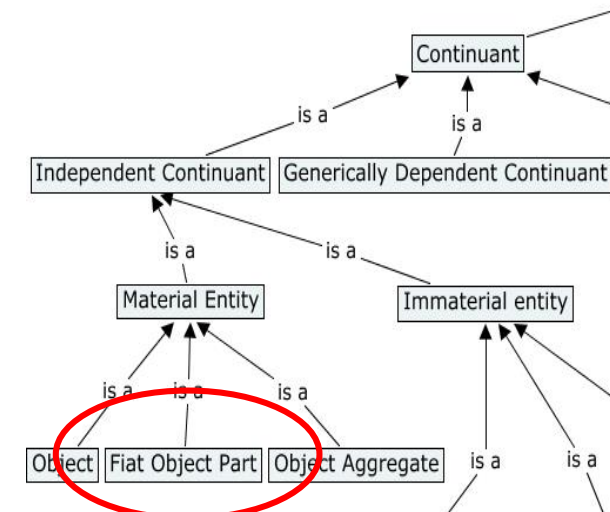 Continuant
is a
is a
Independent Continuant
Generically Dependent Continuant
is a
is a
Material Entity
Immaterial entity
is a
is a
is a
Object
Fiat Object Part
Object Aggregate
is a
is a